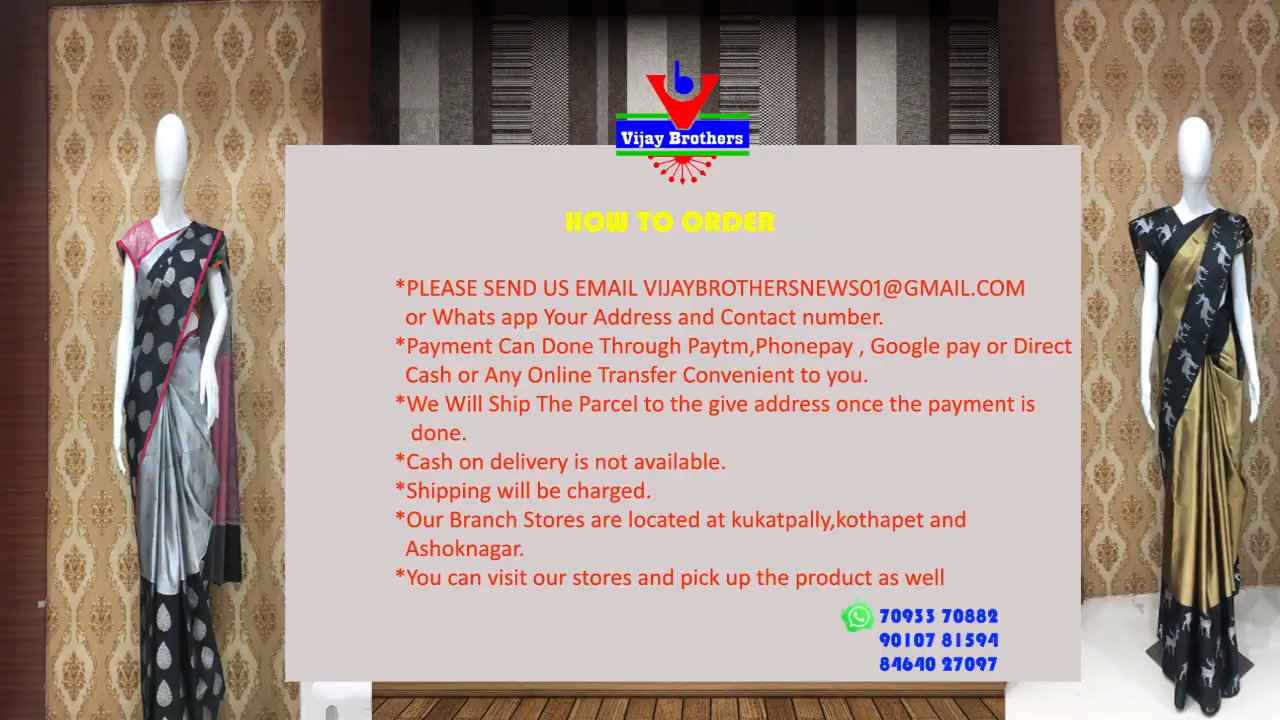 b
Vijay Brothers
HOW TO ORDER
*PLEASE SEND US EMAIL VIJAYBROTHERSNEWS01@GMAIL.COM
or Whats app Your Address and Contact number.
*Payment Can Done Through Paytm,Phonepay , Google pay or Direct
Cash or Any Online Transfer Convenient to you.
*We Will Ship The Parcel to the give address once the payment is
done.
*Cash on delivery is not available.
*Shipping will be charged.
*Our Branch Stores are located at kukatpally,kothapet and
Ashoknagar.
*You can visit our stores and pick up the product as well
70933 70882
90107 81594
84640 27097